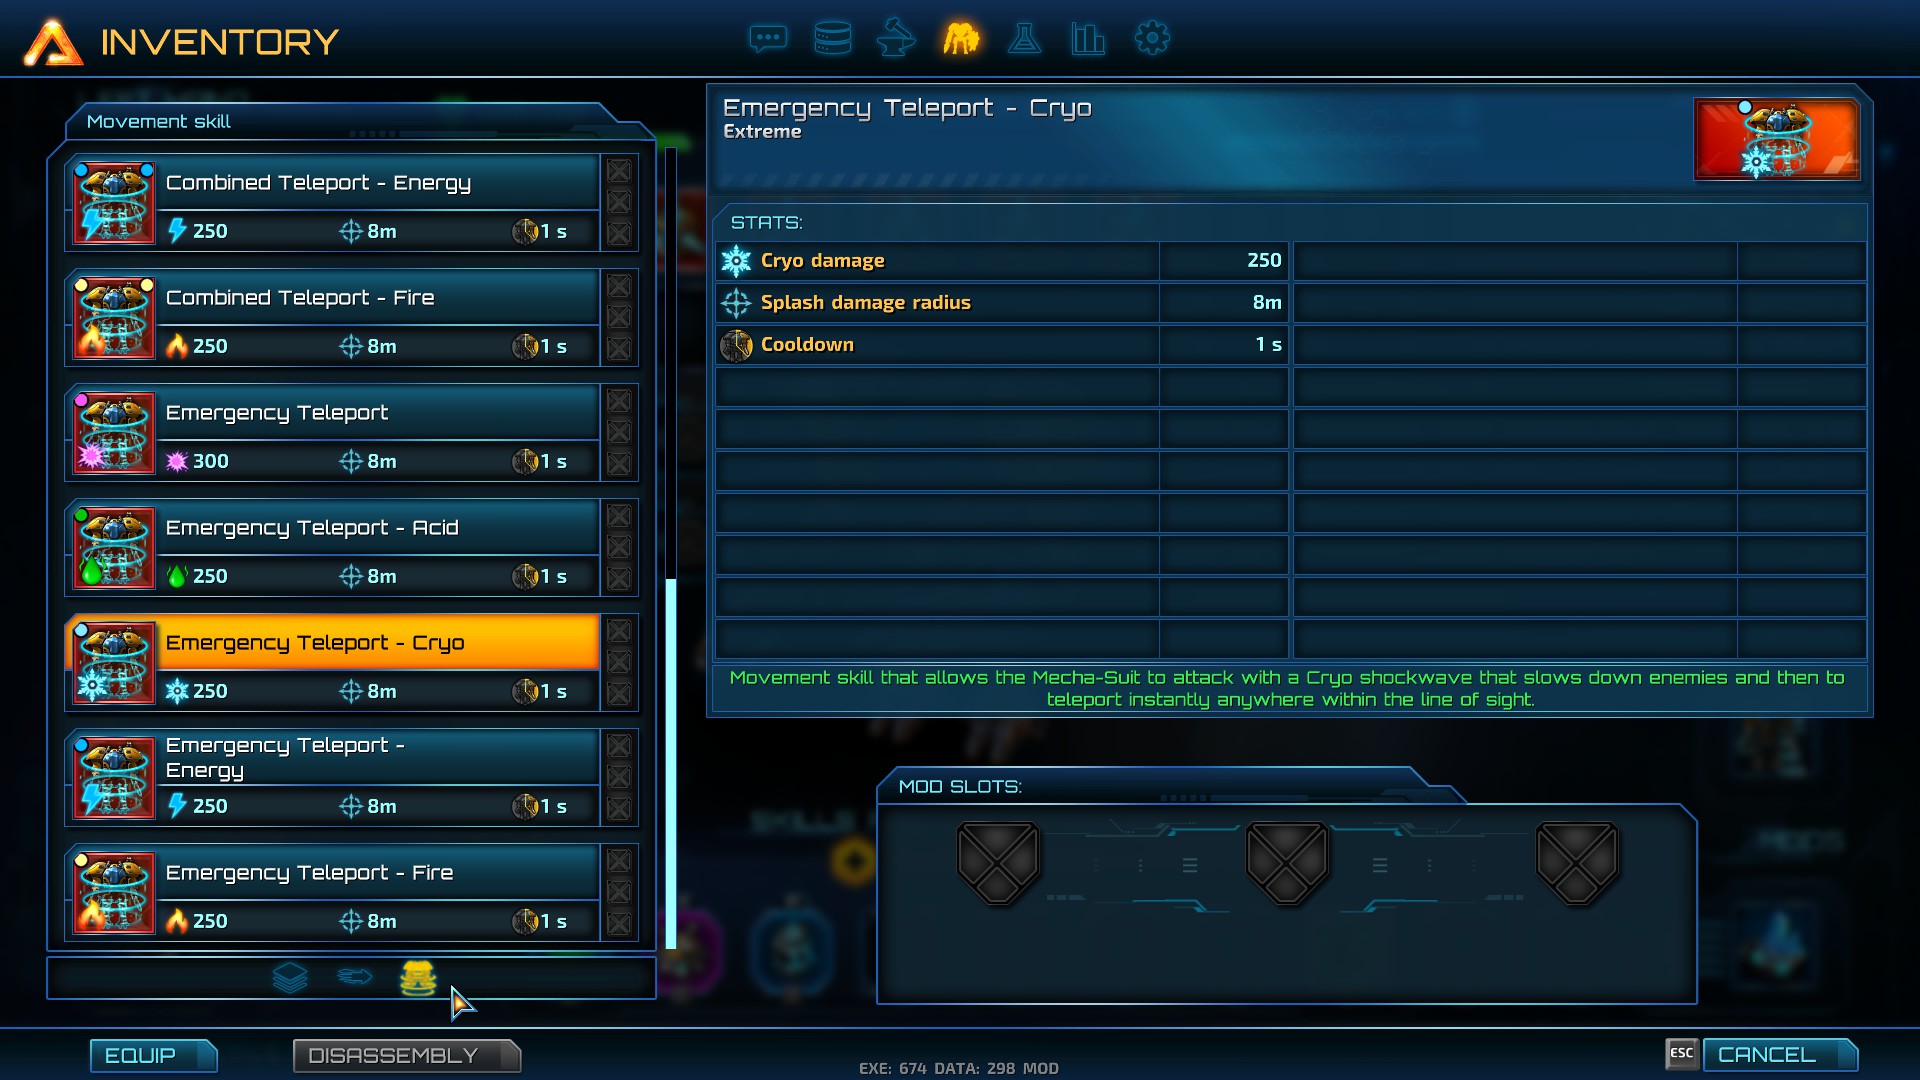 INVENTORY
Movement skill
Combined Teleport - Energy
250 8m 1 s
Combined Teleport - Fire
250 8m 1 s
Emergency Teleport
300 8m 1 s
Emergency Teleport - Acid
250 8m 1 s
Emergency Teleport - Cryo
250 8m 1 s
Emergency Teleport -
Energy
250 8m 1 s
Emergency Teleport - Fire
250 8m 1 s
Emergency Teleport - Cryo
Extreme
STATS:
Cryo damage 250
Splash damage radius 8m
Cooldown 1 s
Movement skill that allows the Mecha-Suit to attack with a Cryo shockwave that slows down enemies and then to
teleport instantly anywhere within the line of sight.
MOD SLOTS:
SKILLS
MODS
EQUIP
DISASSEMBLY
EXE: 674 DATA: 298 MOD
ESC
CANCEL